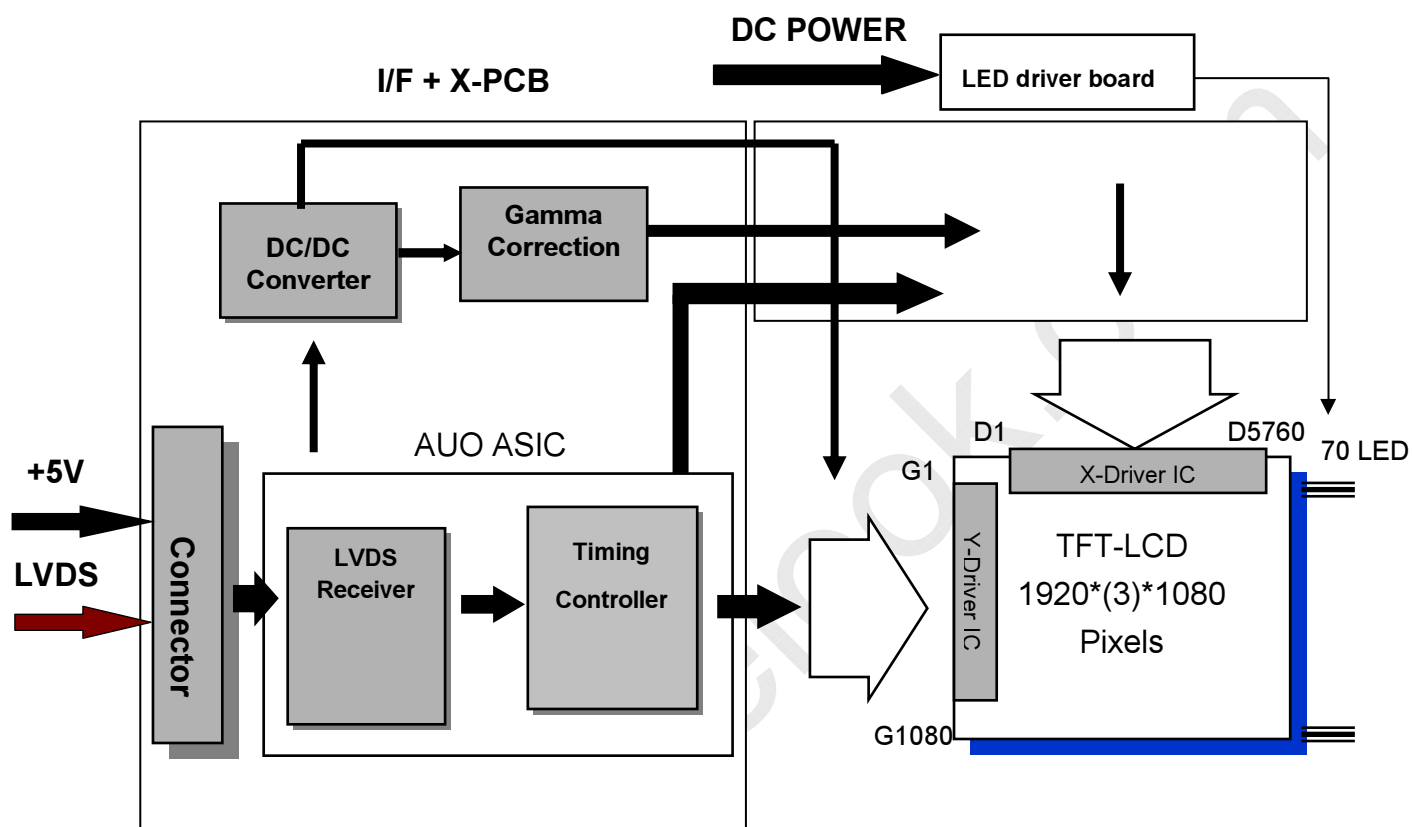 DC POWER
LED driver board
I/F + X-PCB
Gamma
Correction
DC/DC
Converter
AUO ASIC
D1
D5760
70 LED
+5V
G1
X-Driver IC
LVDS
Connector
LVDS
Receiver
Timing
Controller
Y-Driver IC
TFT-LCD
1920*(3)*1080
Pixels
G1080